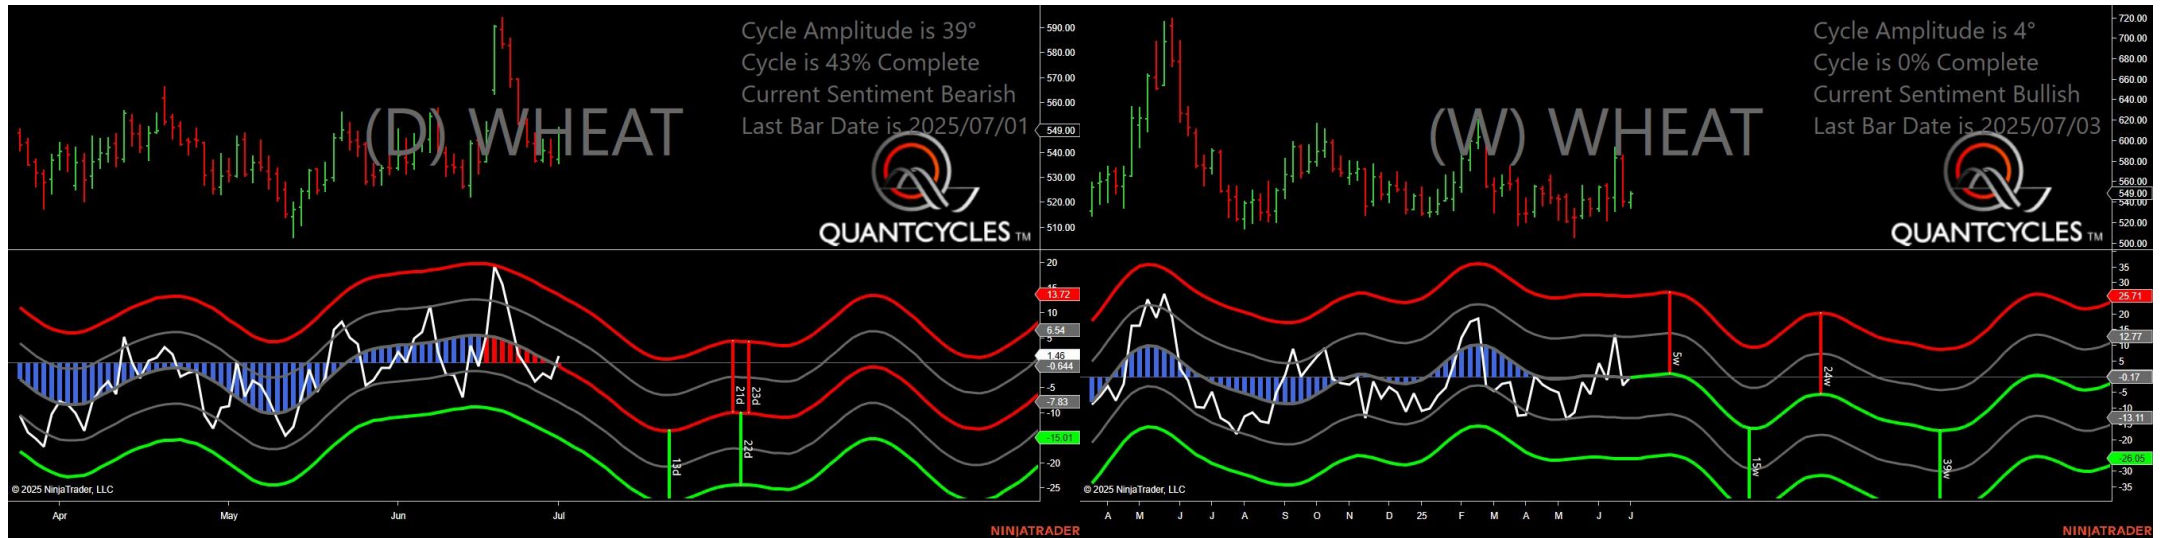 Cycle Amplitude is 39°
Cycle is 43% Complete
Current Sentiment Bearish
Last Bar Date is 2025/07/01
(D) WHEAT
QUANTCYCLES TM
590.00
580.00
570.00
560.00
549.00
540.00
530.00
520.00
510.00
20
13.72
10
6.54
5
1.46
-0.644
-5
-7.83
-10
-15.01
-20
-25
13d
21d
23d
22d
© 2025 NinjaTrader, LLC
Apr
May
Jun
Jul
NINJATRADER
Cycle Amplitude is 4°
Cycle is 0% Complete
Current Sentiment Bullish
Last Bar Date is 2025/07/03
(W) WHEAT
QUANTCYCLES TM
720.00
700.00
680.00
660.00
640.00
620.00
600.00
580.00
560.00
549.00
540.00
520.00
500.00
35
30
25.71
20
15
12.77
10
5
-0.17
-5
-10
-13.11
-20
-26.05
-30
-35
5w
15w
24w
39w
© 2025 NinjaTrader, LLC
A M J J A S O N D 25 F M A M J J
NINJATRADER